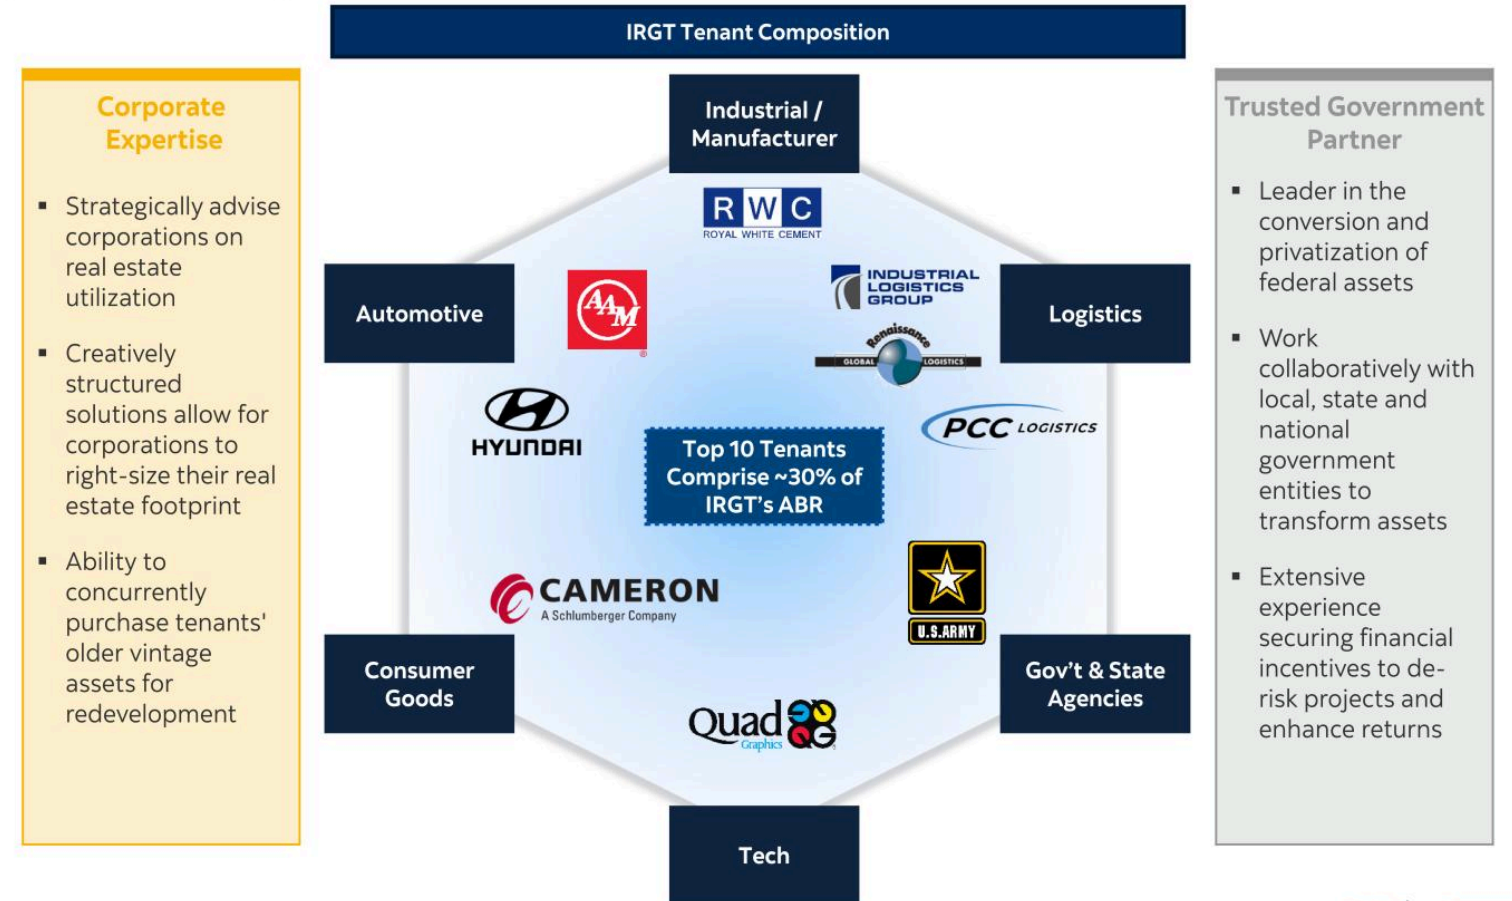 IRGT Tenant Composition
Corporate
Expertise
▪ Strategically advise
corporations on
real estate
utilization
▪ Creatively
structured
solutions allow for
corporations to
right-size their real
estate footprint
▪ Ability to
concurrently
purchase tenants'
older vintage
assets for
redevelopment
Industrial /
Manufacturer
R W C
ROYAL WHITE CEMENT
Automotive
AAM
®
INDUSTRIAL
LOGISTICS
GROUP
Logistics
Renaissance
GLOBAL LOGISTICS
HYUNDAI
PCC LOGISTICS
Top 10 Tenants
Comprise ~30% of
IRGT's ABR
CAMERON
A Schlumberger Company
U.S.ARMY
Consumer
Goods
Gov't & State
Agencies
Quad
Graphics
Tech
Trusted Government
Partner
▪ Leader in the
conversion and
privatization of
federal assets
▪ Work
collaboratively with
local, state and
national
government
entities to
transform assets
▪ Extensive
experience
securing financial
incentives to de-
risk projects and
enhance returns